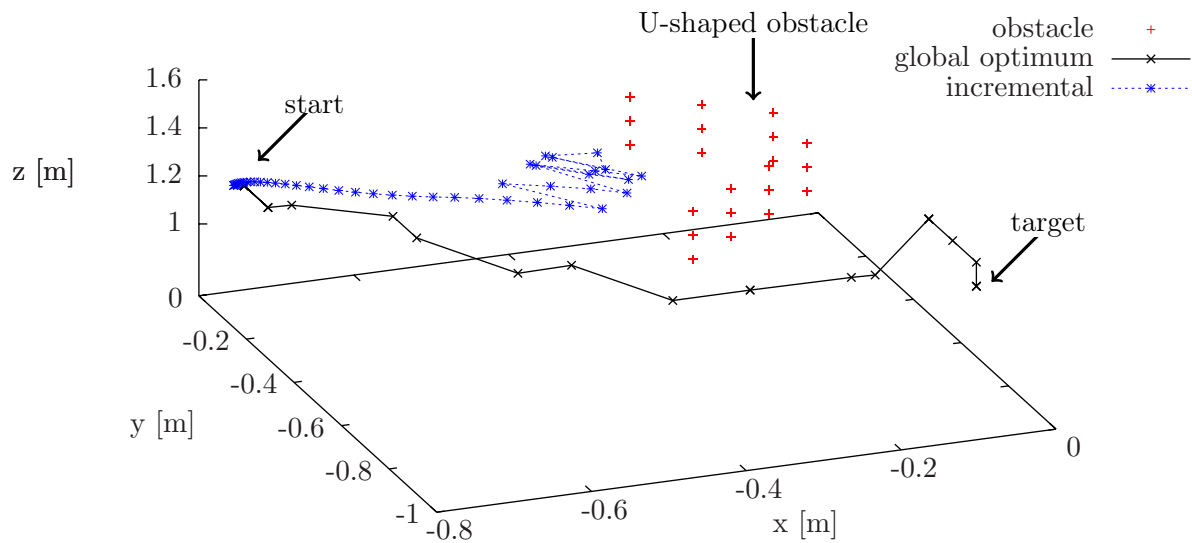 U-shaped obstacle
obstacle
global optimum
incremental
start
target
1.6
1.4
1.2
1
z [m]
0
-0.2
-0.4
-0.6
-0.8
-1
y [m]
-0.8
-0.6
-0.4
-0.2
0
x [m]